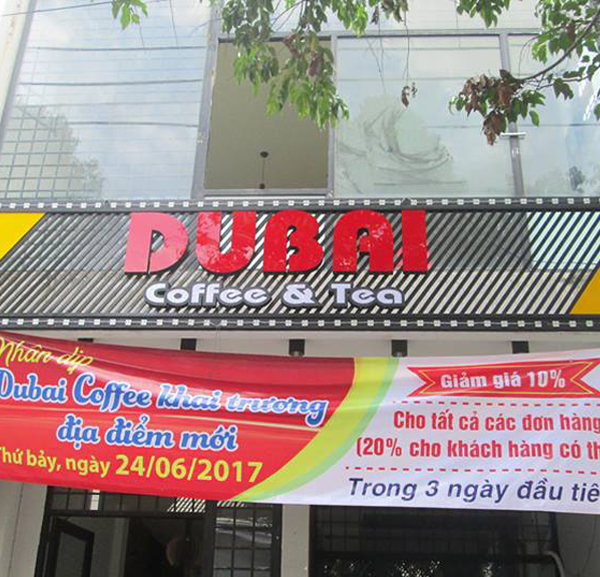 DUBAI
Coffee & Tea
Nhân dịp
Dubai Coffee khai trương
địa điểm mới
Thứ bảy, ngày 24/06/2017
Giảm giá 10%
Cho tất cả các đơn hàng
(20% cho khách hàng có
Trong 3 ngày đầu